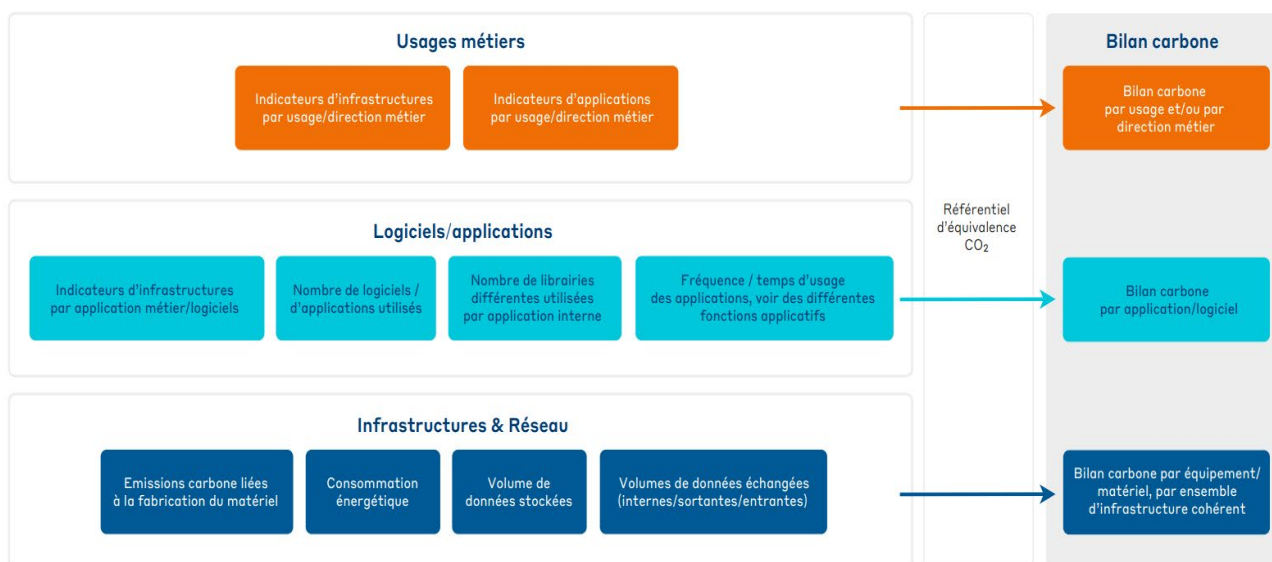 Usages métiers
Indicateurs d'infrastructures
par usage/direction métier
Indicateurs d'applications
par usage/direction métier
Logiciels/applications
Indicateurs d'infrastructures
par application métier/logiciels
Nombre de logiciels /
d'applications utilisés
Nombre de librairies
différentes utilisées
par application interne
Fréquence / temps d'usage
des applications, voir des différentes
fonctions applicatif
Infrastructures & Réseau
Emissions carbone liées
à la fabrication du matériel
Consommation
énergétique
Volume de
données stockées
Volumes de données échangées
(internes/sortantes/entrantes)
Référentiel
d'équivalence
CO₂
Bilan carbone
Bilan carbone
par usage et/ou par
direction métier
Bilan carbone
par application/logiciel
Bilan carbone par équipement/
matériel, par ensemble
d'infrastructure cohérent